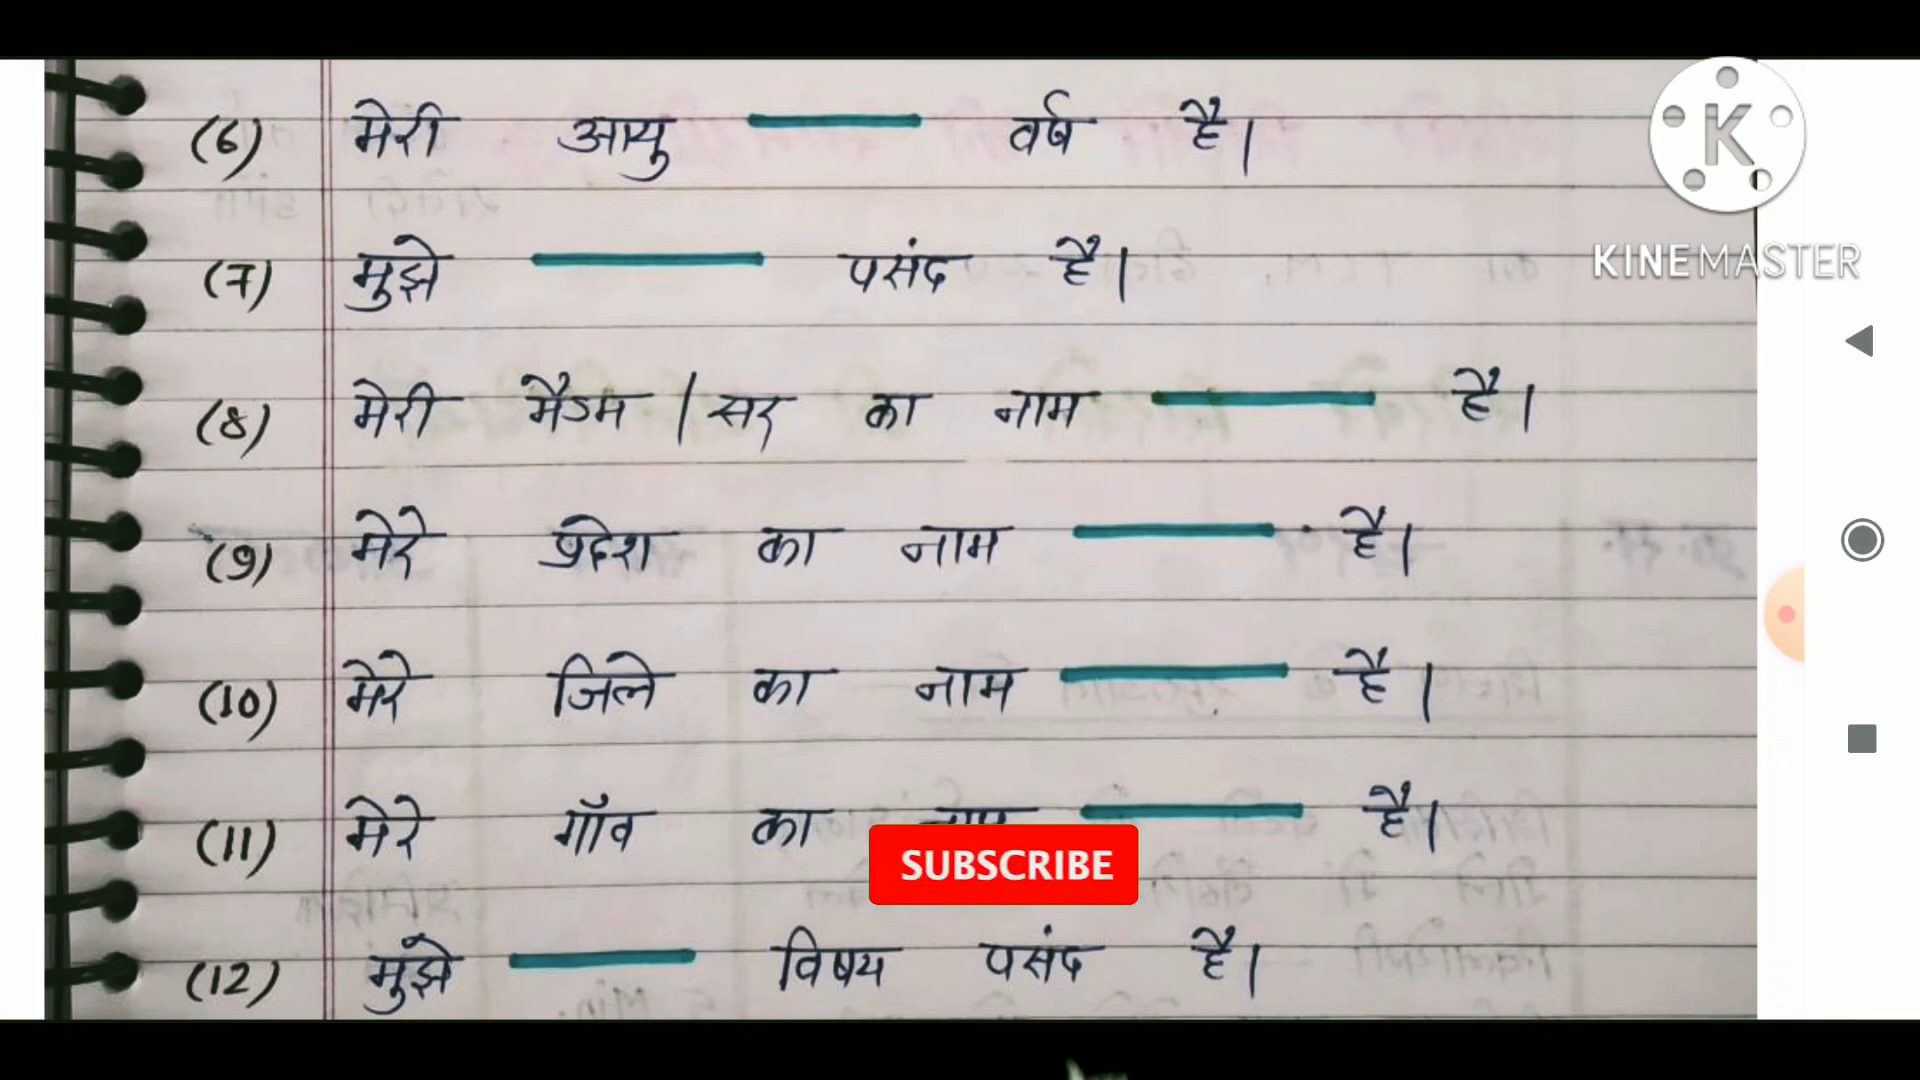 (6) मेरी आयु ——— वर्ष है।
(7) मुझे ——— पसंद है।
(8) मेरी मैडम / सर का नाम ——— है।
(9) मेरे प्रदेश का नाम ——— है।
(10) मेरे जिले का नाम ——— है।
(11) मेरे गाँव का नाम ——— है।
(12) मुझे ——— विषय पसंद है।
K
KINEMASTER
SUBSCRIBE